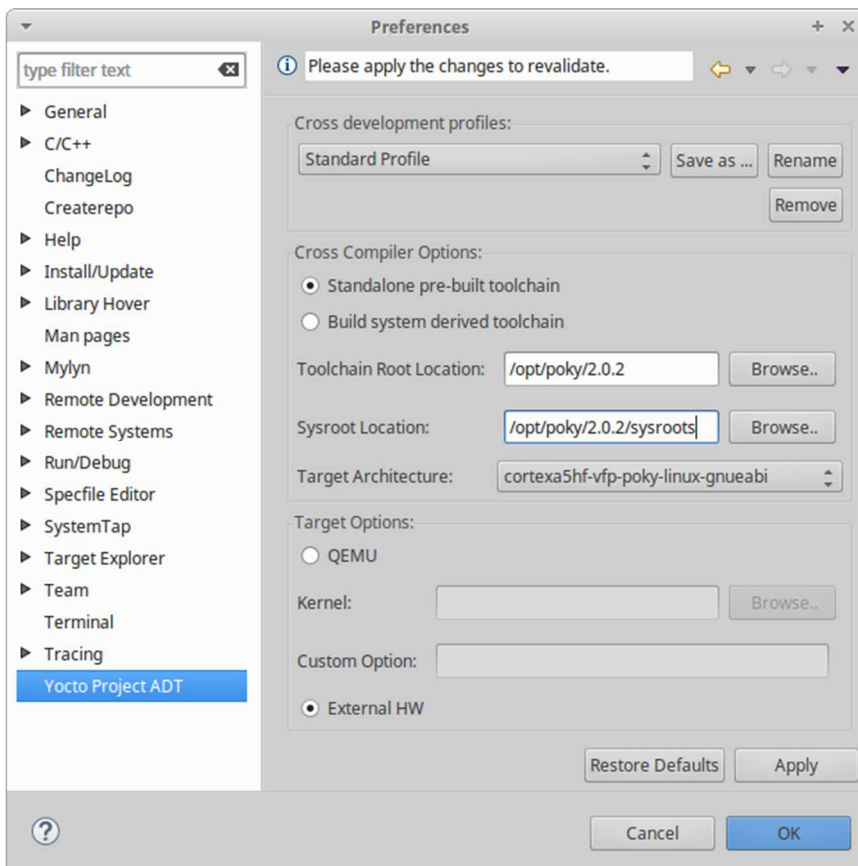 Preferences
type filter text
Please apply the changes to revalidate.
General
C/C++
ChangeLog
Createrepo
Help
Install/Update
Library Hover
Man pages
Mylyn
Remote Development
Remote Systems
Run/Debug
Specfile Editor
SystemTap
Target Explorer
Team
Terminal
Tracing
Yocto Project ADT
Cross development profiles:
Standard Profile Save as ... Rename
Remove
Cross Compiler Options:
Standalone pre-built toolchain
Build system derived toolchain
Toolchain Root Location: /opt/poky/2.0.2 Browse..
Sysroot Location: /opt/poky/2.0.2/sysroots Browse..
Target Architecture: cortexa5hf-vfp-poky-linux-gnueabi
Target Options:
QEMU
Kernel: Browse..
Custom Option:
External HW
Restore Defaults Apply
? Cancel OK